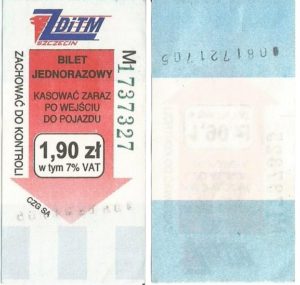 ZDiTM
SZCZECIN
BILET
JEDNORAZOWY
KASOWAĆ ZARAZ
PO WEJŚCIU
DO POJAZDU
1,90 zł
w tym 7% VAT
ZACHOWAĆ DO KONTROLI
M1737327
CZG SA